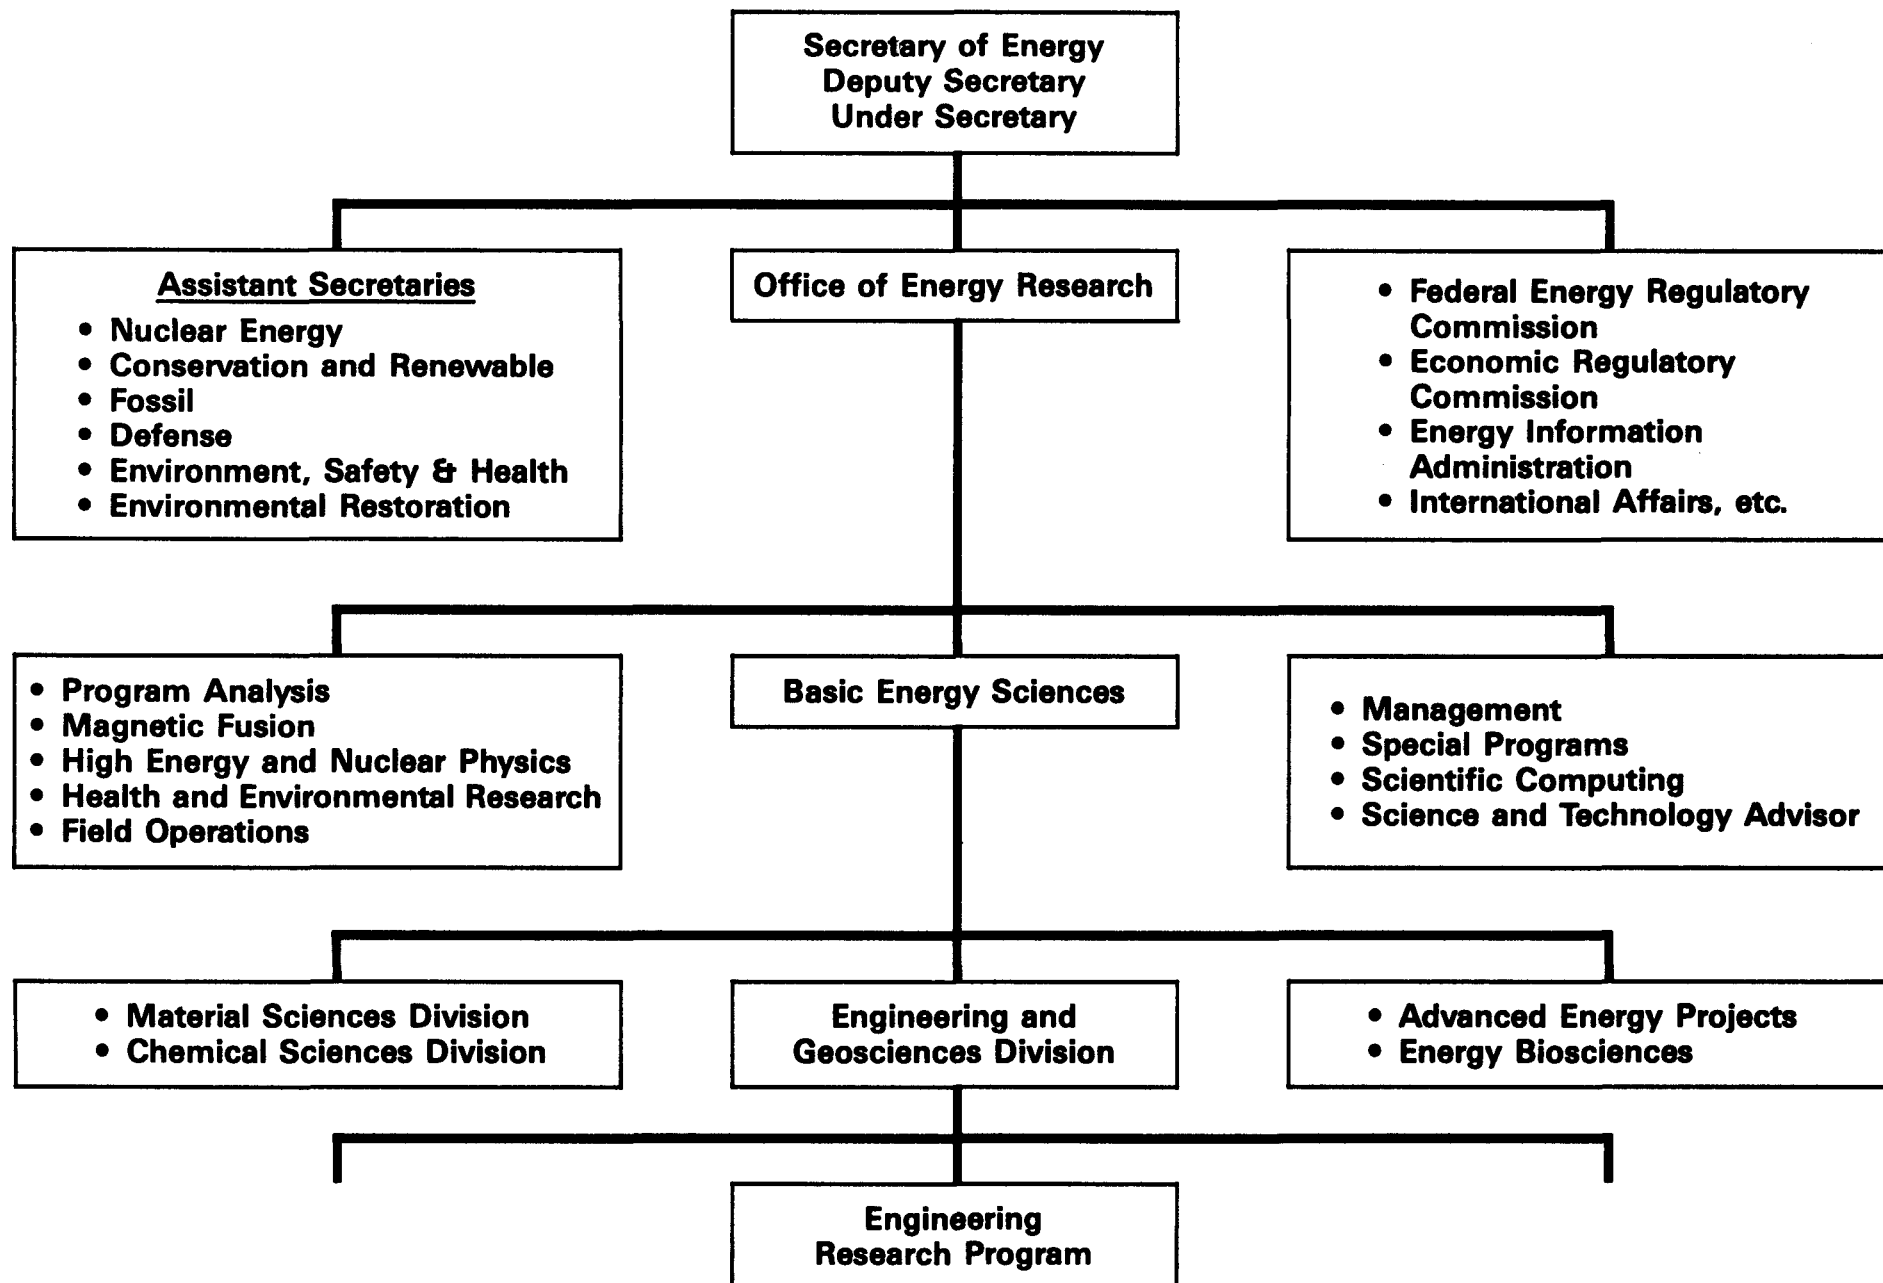 Secretary of Energy
Deputy Secretary
Under Secretary
Assistant Secretaries
• Nuclear Energy
• Conservation and Renewable
• Fossil
• Defense
• Environment, Safety & Health
• Environmental Restoration
Office of Energy Research
• Federal Energy Regulatory
Commission
• Economic Regulatory
Commission
• Energy Information
Administration
• International Affairs, etc.
• Program Analysis
• Magnetic Fusion
• High Energy and Nuclear Physics
• Health and Environmental Research
• Field Operations
Basic Energy Sciences
• Management
• Special Programs
• Scientific Computing
• Science and Technology Advisor
• Material Sciences Division
• Chemical Sciences Division
Engineering and
Geosciences Division
• Advanced Energy Projects
• Energy Biosciences
Engineering
Research Program